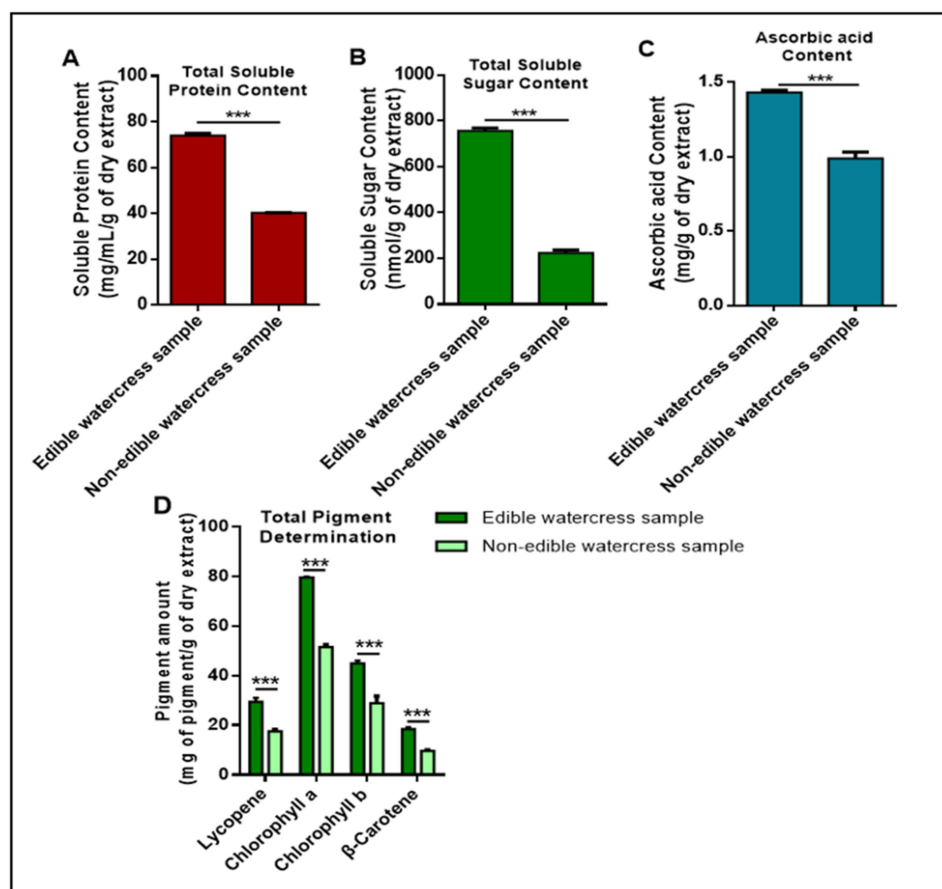 A
Total Soluble
Protein Content
Soluble Protein Content
(mg/mL/g of dry extract)
100
80
60
40
20
0
***
Edible watercress sample
Non-edible watercress sample
B
Total Soluble
Sugar Content
Soluble Sugar Content
(nmol/g of dry extract)
1000
800
600
400
200
0
***
Edible watercress sample
Non-edible watercress sample
C
Ascorbic acid
Content
Ascorbic acid Content
(mg/g of dry extract)
1.5
1.0
0.5
0.0
***
Edible watercress sample
Non-edible watercress sample
D
Total Pigment
Determination
Pigment amount
(mg of pigment/g of dry extract)
100
80
60
40
20
0
***
***
***
***
Lycopene
Chlorophyll a
Chlorophyll b
β-Carotene
Edible watercress sample
Non-edible watercress sample